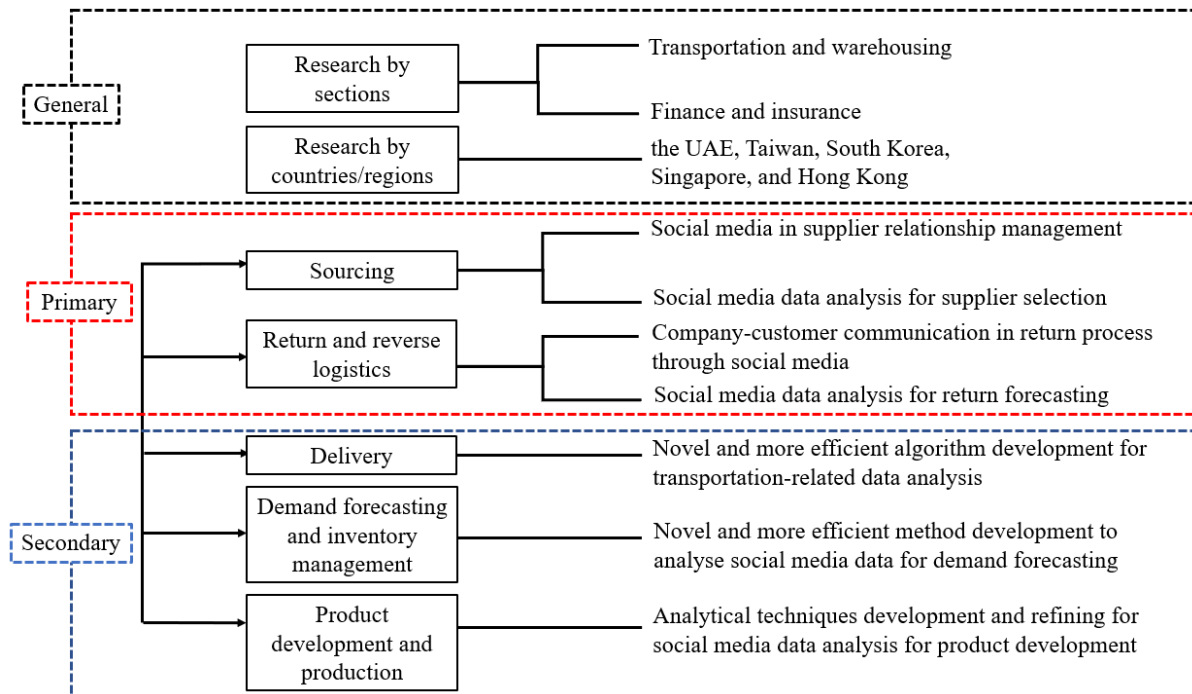 General
Research by
sections
Transportation and warehousing
Finance and insurance
Research by
countries/regions
the UAE, Taiwan, South Korea,
Singapore, and Hong Kong
Primary
Sourcing
Social media in supplier relationship management
Social media data analysis for supplier selection
Return and reverse
logistics
Company-customer communication in return process
through social media
Social media data analysis for return forecasting
Secondary
Delivery
Novel and more efficient algorithm development for
transportation-related data analysis
Demand forecasting
and inventory
management
Novel and more efficient method development to
analyse social media data for demand forecasting
Product
development and
production
Analytical techniques development and refining for
social media data analysis for product development